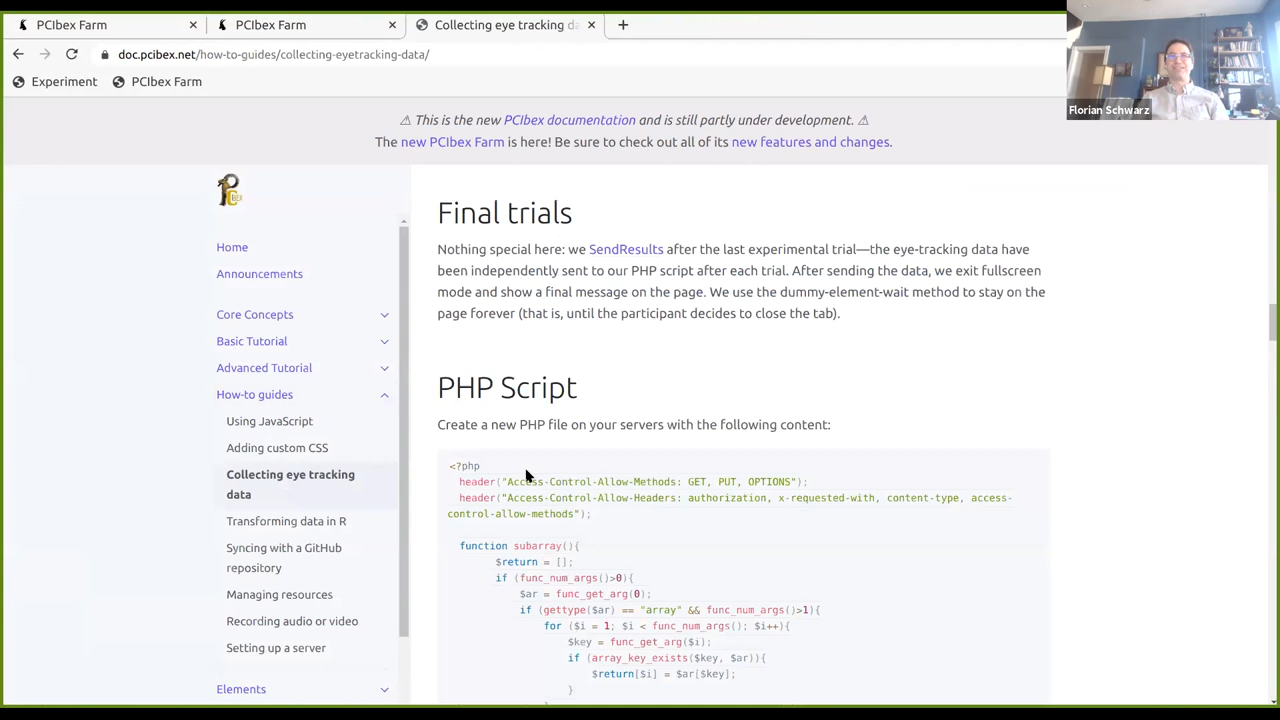 PCIbex Farm
PCIbex Farm
Collecting eye tracking da
doc.pcibex.net/how-to-guides/collecting-eyetracking-data/
Experiment
PCIbex Farm
Florian Schwarz
⚠ This is the new PCIbex documentation and is still partly under development. ⚠
The new PCIbex Farm is here! Be sure to check out all of its new features and changes.
Home
Announcements
Core Concepts
Basic Tutorial
Advanced Tutorial
How-to guides
Using JavaScript
Adding custom CSS
Collecting eye tracking
data
Transforming data in R
Syncing with a GitHub
repository
Managing resources
Recording audio or video
Setting up a server
Elements
Final trials
Nothing special here: we SendResults after the last experimental trial—the eye-tracking data have
been independently sent to our PHP script after each trial. After sending the data, we exit fullscreen
mode and show a final message on the page. We use the dummy-element-wait method to stay on the
page forever (that is, until the participant decides to close the tab).
PHP Script
Create a new PHP file on your servers with the following content:
<?php
header("Access-Control-Allow-Methods: GET, PUT, OPTIONS");
header("Access-Control-Allow-Headers: authorization, x-requested-with, content-type, access-
control-allow-methods");
function subarray(){
$return = [];
if (func_num_args()>0){
$ar = func_get_arg(0);
if (gettype($ar) == "array" && func_num_args()>1){
for ($i = 1; $i < func_num_args(); $i++){
$key = func_get_arg($i);
if (array_key_exists($key, $ar)){
$return[$i] = $ar[$key];
}